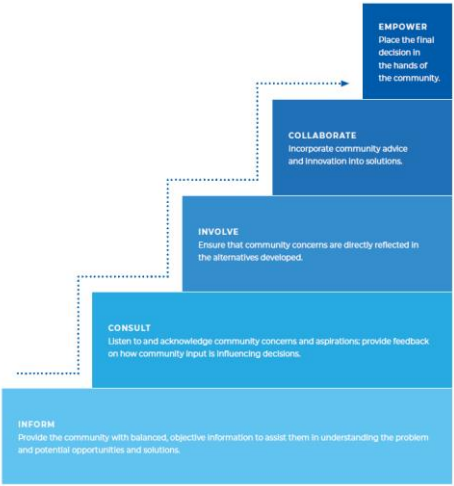 EMPOWER
Place the final
decision in
the hands of
the community.
COLLABORATE
Incorporate community advice
and innovation into solutions.
INVOLVE
Ensure that community concerns are directly reflected in
the alternatives developed.
CONSULT
Listen to and acknowledge community concerns and aspirations; provide feedback
on how community input is influencing decisions.
INFORM
Provide the community with balanced, objective information to assist them in understanding the problem
and potential opportunities and solutions.